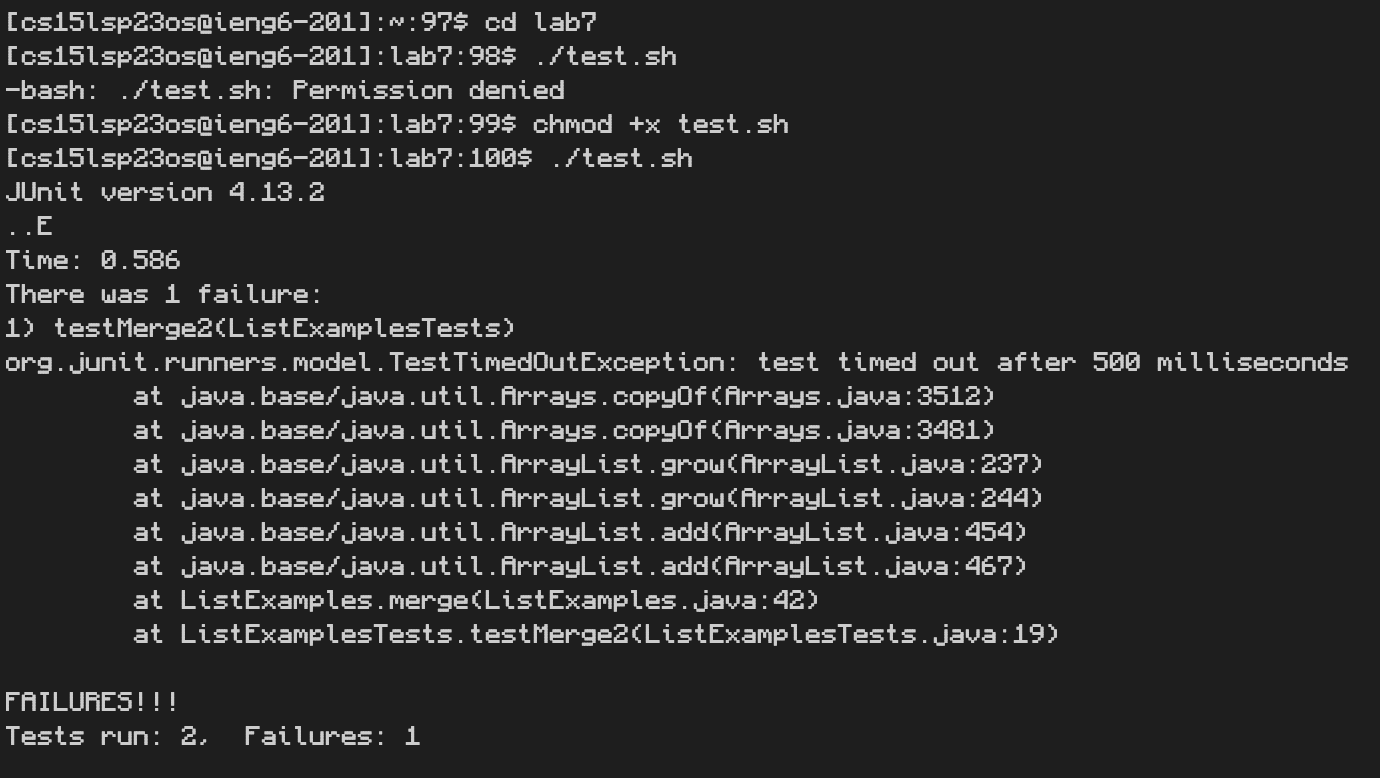 [cs15lsp23os@ieng6-201]:~:97$ cd lab7
[cs15lsp23os@ieng6-201]:lab7:98$ ./test.sh
-bash: ./test.sh: Permission denied
[cs15lsp23os@ieng6-201]:lab7:99$ chmod +x test.sh
[cs15lsp23os@ieng6-201]:lab7:100$ ./test.sh
JUnit version 4.13.2
..E
Time: 0.586
There was 1 failure:
1) testMerge2(ListExamplesTests)
org.junit.runners.model.TestTimedOutException: test timed out after 500 milliseconds
        at java.base/java.util.Arrays.copyOf(Arrays.java:3512)
        at java.base/java.util.Arrays.copyOf(Arrays.java:3481)
        at java.base/java.util.ArrayList.grow(ArrayList.java:237)
        at java.base/java.util.ArrayList.grow(ArrayList.java:244)
        at java.base/java.util.ArrayList.add(ArrayList.java:454)
        at java.base/java.util.ArrayList.add(ArrayList.java:467)
        at ListExamples.merge(ListExamples.java:42)
        at ListExamplesTests.testMerge2(ListExamplesTests.java:19)

FAILURES!!!
Tests run: 2,  Failures: 1